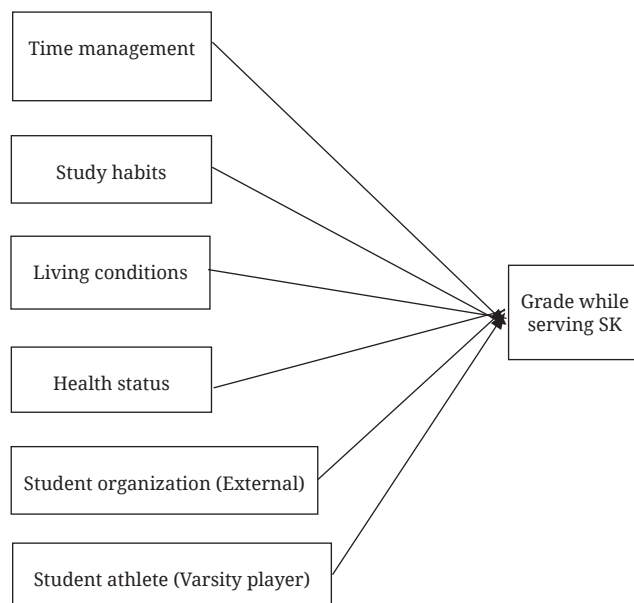 Time management
Study habits
Living conditions
Grade while
serving SK
Health status
Student organization (External)
Student athlete (Varsity player)